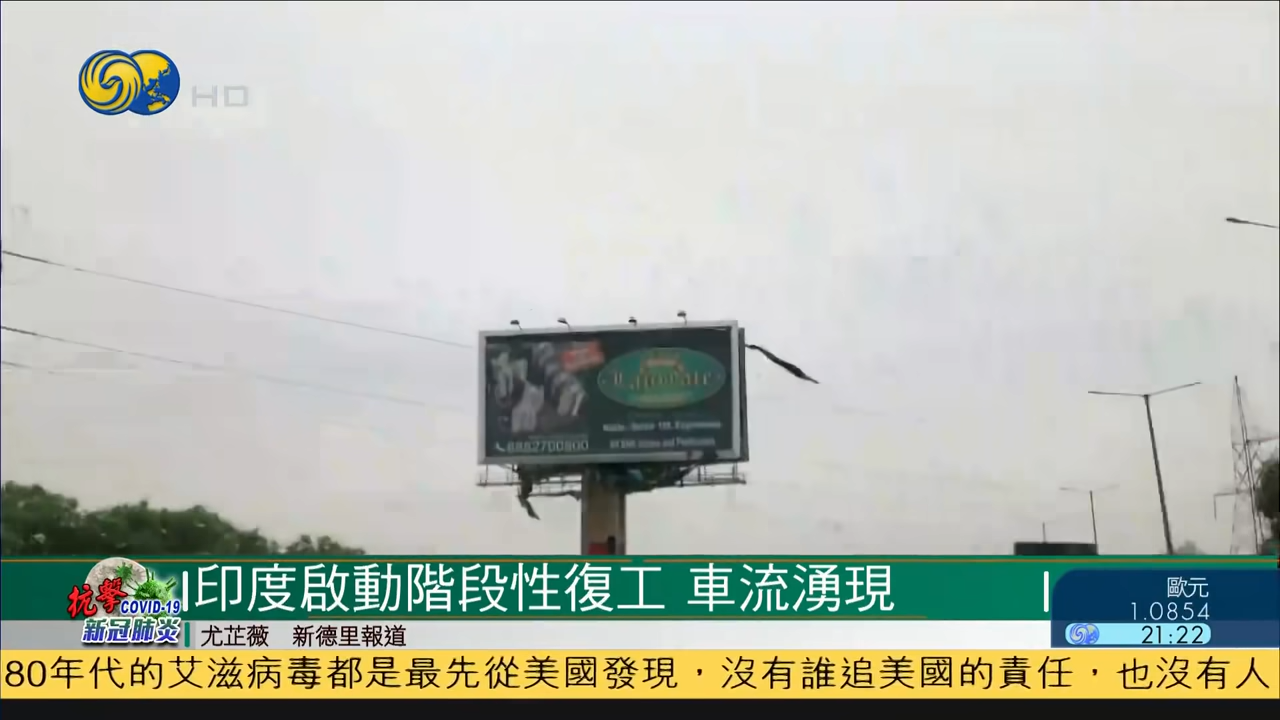 HD
8882700800
抗擊
COVID-19
新冠肺炎
印度啟動階段性復工 車流湧現
歐元
1.0854
尤芷薇 新德里報道
21:22
80年代的艾滋病毒都是最先從美國發現，沒有誰追美國的責任，也沒有人